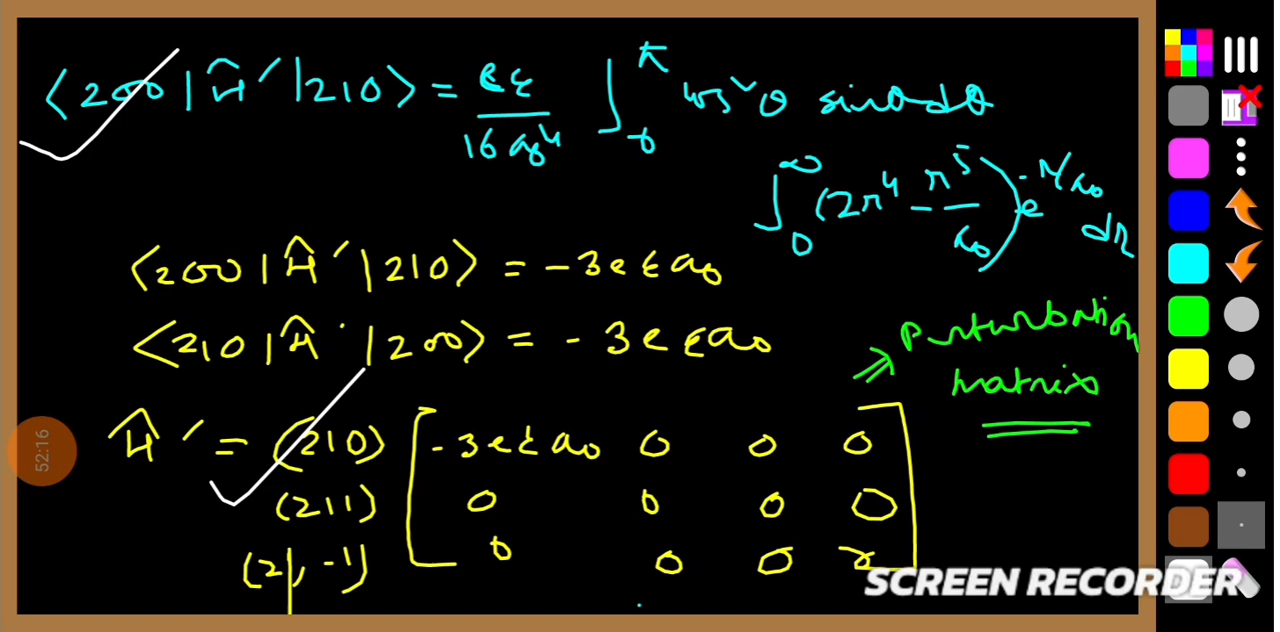 ⟨200|Ĥ′|210⟩ = eε/16a₀⁴ ∫₀^π cos²θ sinθ dθ
∫₀^∞ (2r⁴ - r⁵/a₀) e^(-r/a₀) dr
⟨200|Ĥ′|210⟩ = -3eεa₀
⟨210|Ĥ′|200⟩ = -3eεa₀
⇒ perturbation
matrix
Ĥ′ = (210) [-3eεa₀ 0 0 0
(211) 0 0 0 0
(21, -1) 0 0 0 ]
52:16
SCREEN RECORDER